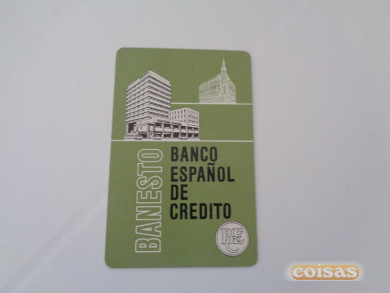 BANESTO
BANCO
ESPAÑOL
DE
CREDITO
coisas